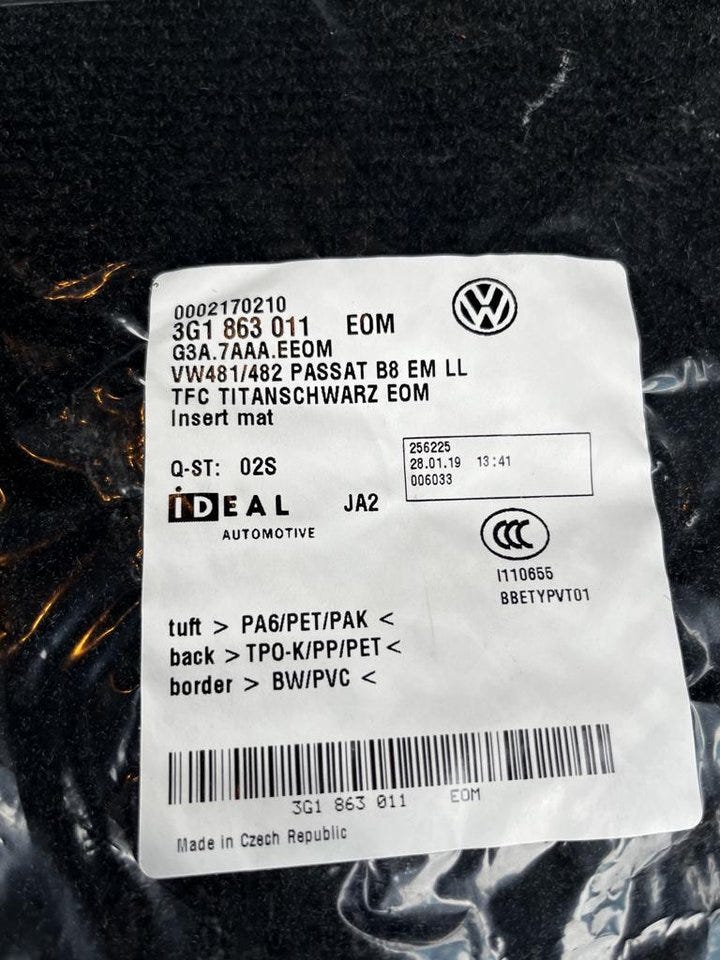 0002170210
3G1 863 011 EOM
G3A.7AAA.EEOM
VW481/482 PASSAT B8 EM LL
TFC TITANSCHWARZ EOM
Insert mat
Q-ST: 02S
256225
28.01.19 13:41
006033
IDEAL JA2
AUTOMOTIVE
CCC
I110655
BBETYPVT01
tuft > PA6/PET/PAK <
back >TPO-K/PP/PET<
border > BW/PVC <
3G1 863 011 EOM
Made in Czech Republic